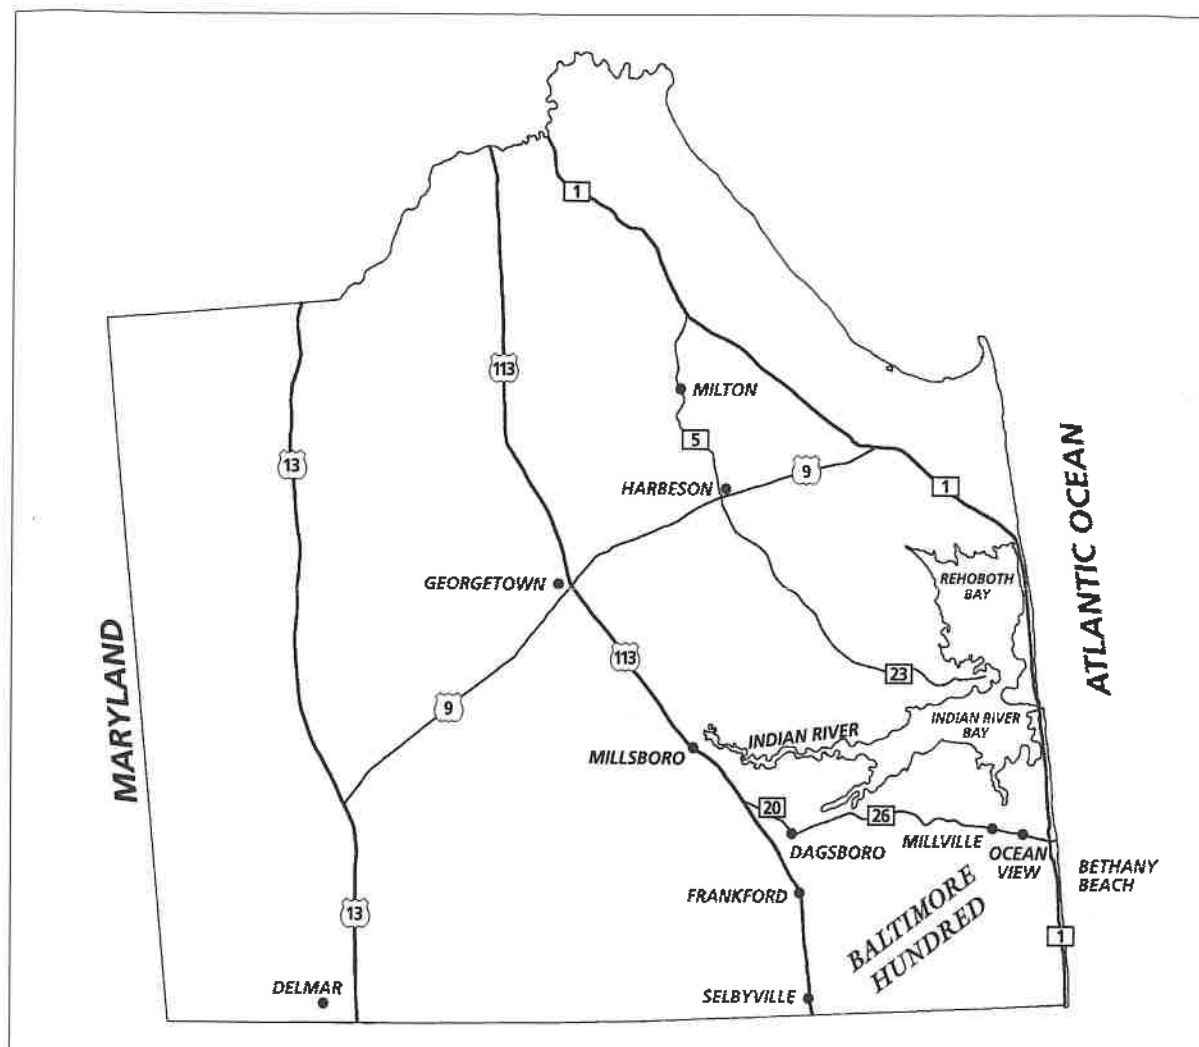 1
113
MILTON
5
13
9
HARBESON
1
ATLANTIC OCEAN
REHOBOTH
BAY
GEORGETOWN
MARYLAND
113
23
9
INDIAN RIVER
INDIAN RIVER
BAY
MILLSBORO
20
26
DAGSBORO
MILLVILLE
OCEAN
VIEW
BETHANY
BEACH
FRANKFORD
BALTIMORE
HUNDRED
13
1
DELMAR
SELBYVILLE